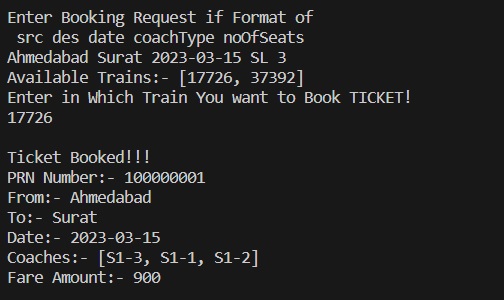 Enter Booking Request if Format of
src des date coachType noOfSeats
Ahmedabad Surat 2023-03-15 SL 3
Available Trains:- [17726, 37392]
Enter in Which Train You want to Book TICKET!
17726
Ticket Booked!!!
PRN Number:- 100000001
From:- Ahmedabad
To:- Surat
Date:- 2023-03-15
Coaches:- [S1-3, S1-1, S1-2]
Fare Amount:- 900